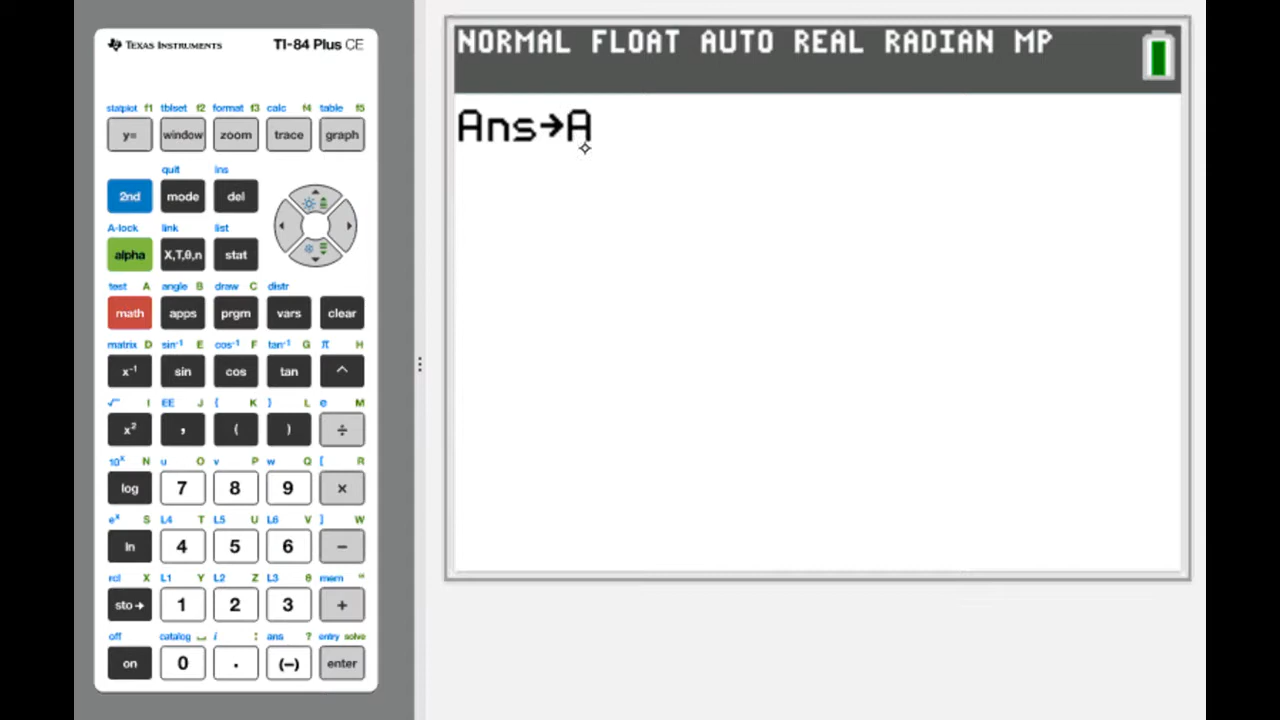 TEXAS INSTRUMENTS TI-84 Plus CE
NORMAL FLOAT AUTO REAL RADIAN MP
Ans→A
statplot f1 tblset f2 format f3 calc f4 table f5
y= window zoom trace graph
quit ins
2nd mode del
A-lock link list
alpha X,T,θ,n stat
test A angle B draw C distr
math apps prgm vars clear
matrix D sin⁻¹ E cos⁻¹ F tan⁻¹ G π H
x⁻¹ sin cos tan ^
√‾ I EE J { K } L e M
x² , ( ) ÷
10ˣ N u O v P w Q [ R
log 7 8 9 ×
eˣ S L4 T L5 U L6 V ] W
ln 4 5 6 −
rcl X L1 Y L2 Z L3 θ mem “
sto→ 1 2 3 +
off catalog ⎵ i : ans ? entry solve
on 0 . (−) enter